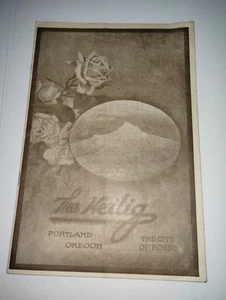 The Heilig
PORTLAND
OREGON
THE CITY
OF ROSES